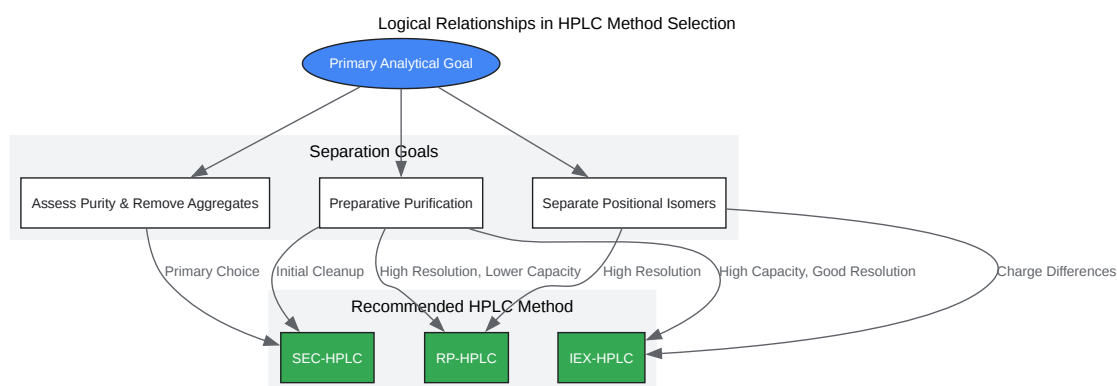 Logical Relationships in HPLC Method Selection
Primary Analytical Goal
Separation Goals
Assess Purity & Remove Aggregates
Preparative Purification
Separate Positional Isomers
Primary Choice
Initial Cleanup
High Resolution, Lower Capacity
High Resolution
High Capacity, Good Resolution
Charge Differences
Recommended HPLC Method
SEC-HPLC
RP-HPLC
IEX-HPLC